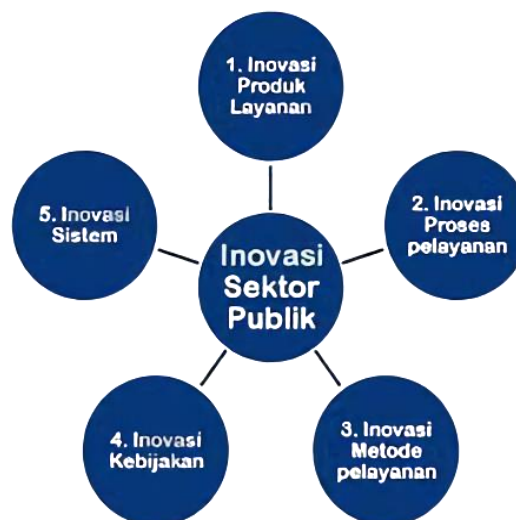 1. Inovasi
Produk
Layanan
2. Inovasi
Proses
pelayanan
3. Inovasi
Metode
pelayanan
4. Inovasi
Kebijakan
5. Inovasi
Sistem
Inovasi
Sektor
Publik